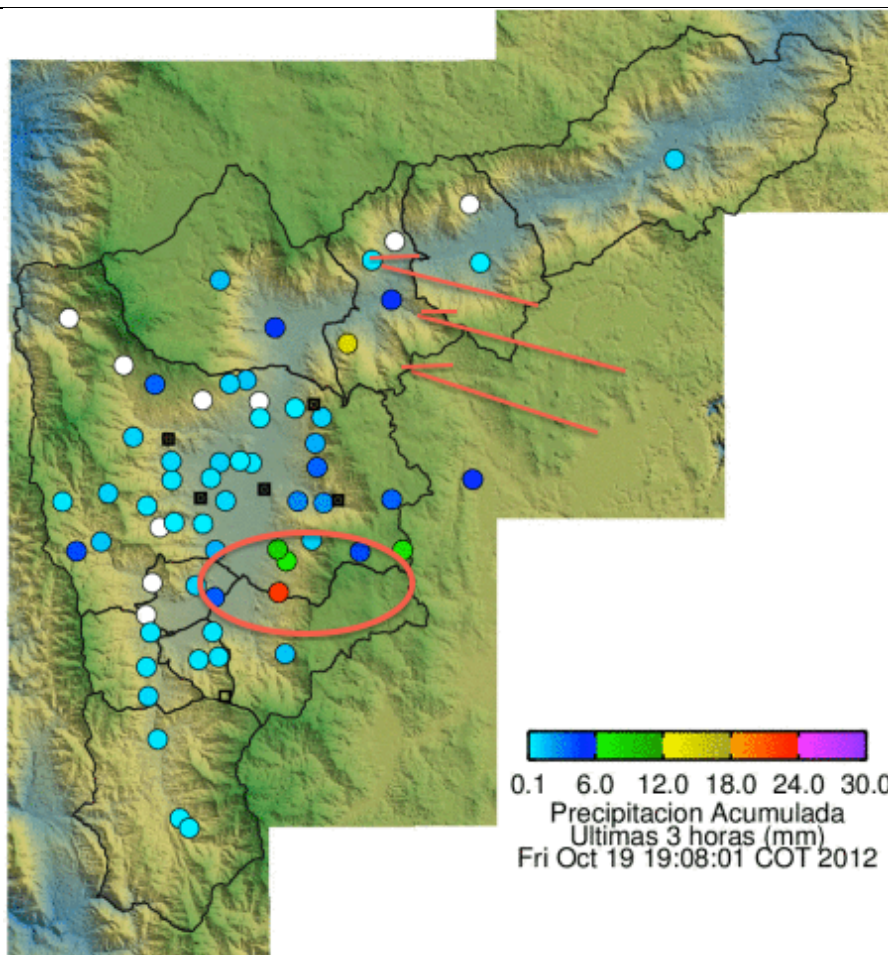 0.1 6.0 12.0 18.0 24.0 30.0
Precipitacion Acumulada
Ultimas 3 horas (mm)
Fri Oct 19 19:08:01 COT 2012